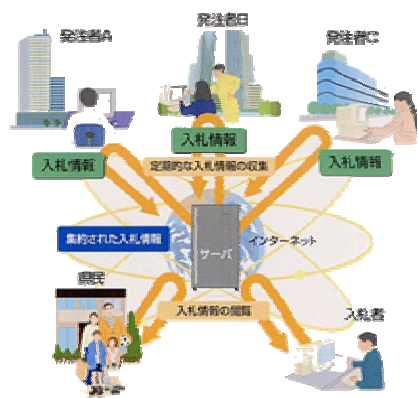 発注者A
発注者B
発注者C
入札情報
入札情報
入札情報
定期的な入札情報の収集
集約された入札情報
サーバ
インターネット
県民
入札情報の閲覧
入札者